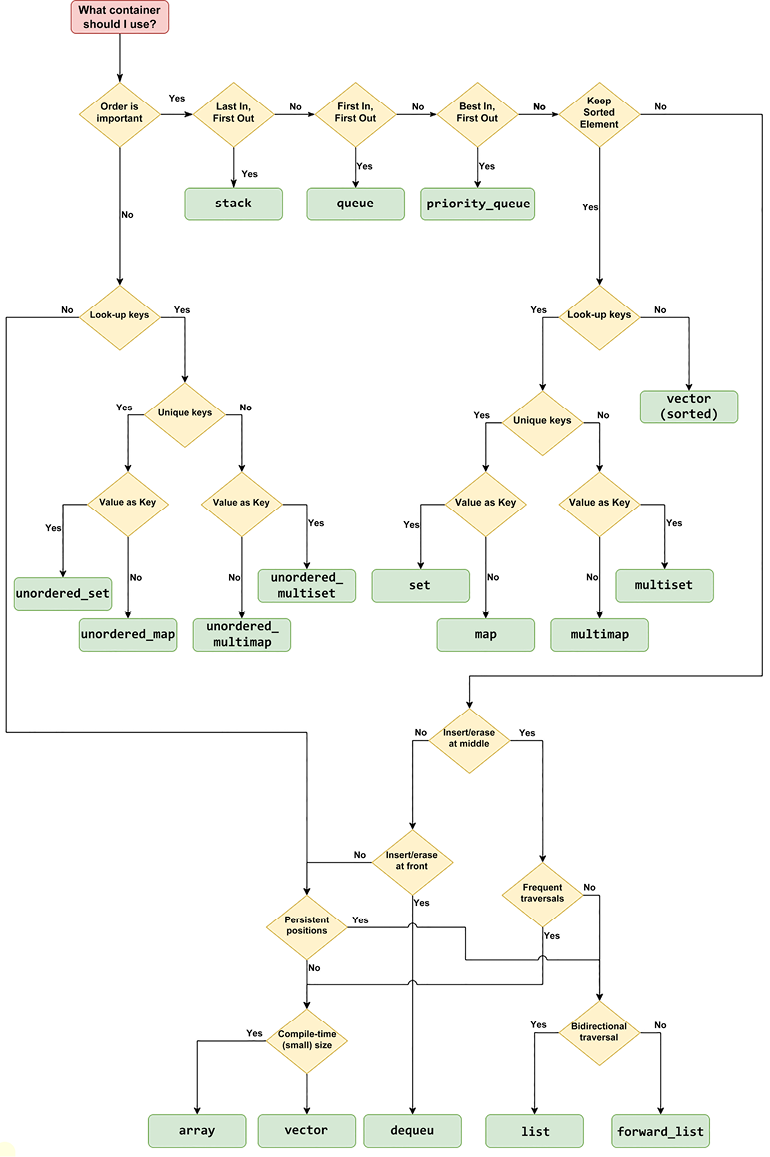 What container
should I use?
Order is
important
Yes
Last In,
First Out
No
First In,
First Out
No
Best In,
First Out
No
Keep
Sorted
Element
No
Yes
Yes
Yes
stack
queue
priority_queue
No
Yes
No
Look-up keys
Yes
Yes
Look-up keys
No
vector
(sorted)
Yes
Unique keys
No
Yes
Unique keys
No
Value as Key
Value as Key
Value as Key
Value as Key
Yes
Yes
Yes
Yes
No
No
No
No
unordered_set
unordered_
multiset
set
multiset
unordered_map
unordered_
multimap
map
multimap
No
Insert/erase
at middle
Yes
No
Insert/erase
at front
Yes
Frequent
traversals
No
Yes
Persistent
positions
Yes
No
Yes
Compile-time
(small) size
Yes
Bidirectional
traversal
No
array
vector
dequeu
list
forward_list